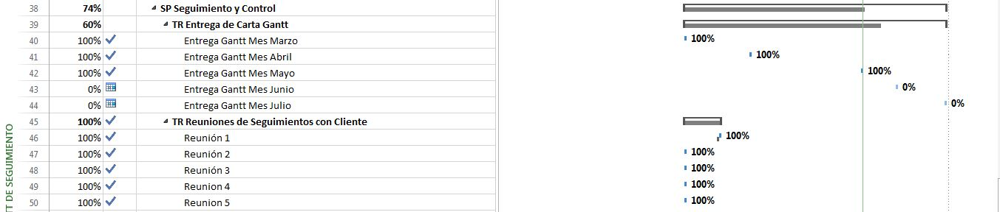 38 74% SP Seguimiento y Control
39 60% TR Entrega de Carta Gantt
40 100% Entrega Gantt Mes Marzo 100%
41 100% Entrega Gantt Mes Abril 100%
42 100% Entrega Gantt Mes Mayo 100%
43 0% Entrega Gantt Mes Junio 0%
44 0% Entrega Gantt Mes Julio 0%
45 100% TR Reuniones de Seguimientos con Cliente
46 100% Reunión 1 100%
47 100% Reunión 2 100%
48 100% Reunión 3 100%
49 100% Reunion 4 100%
50 100% Reunion 5 100%
TT DE SEGUIMIENTO